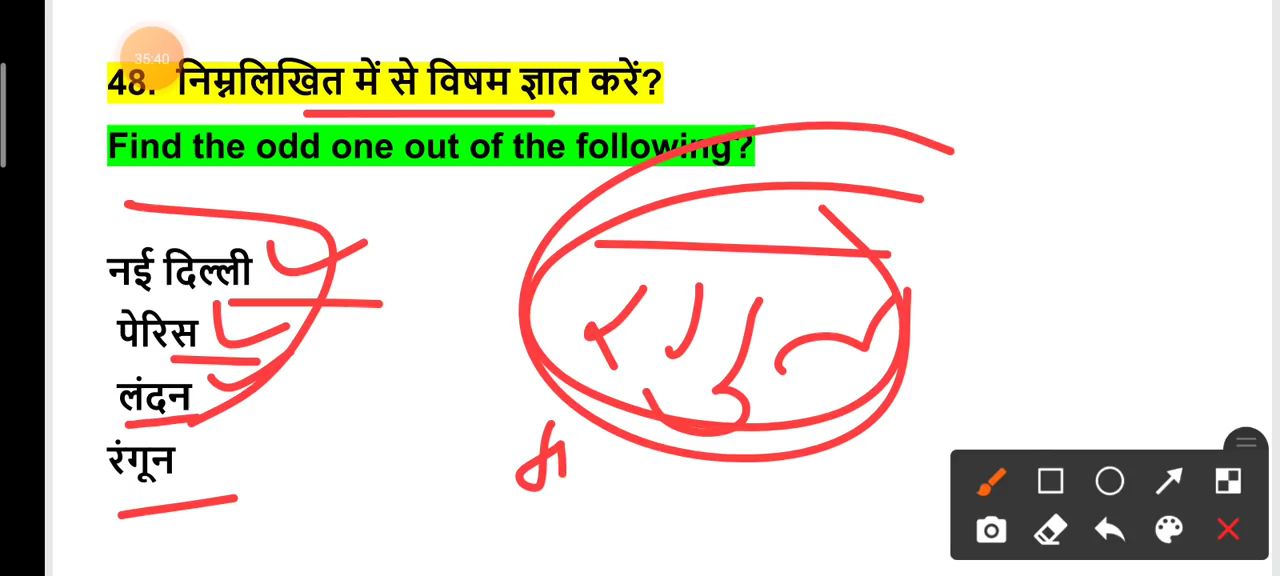 35:40
48. निम्नलिखित में से विषम ज्ञात करें?
Find the odd one out of the following?
नई दिल्ली
पेरिस
लंदन
रंगून